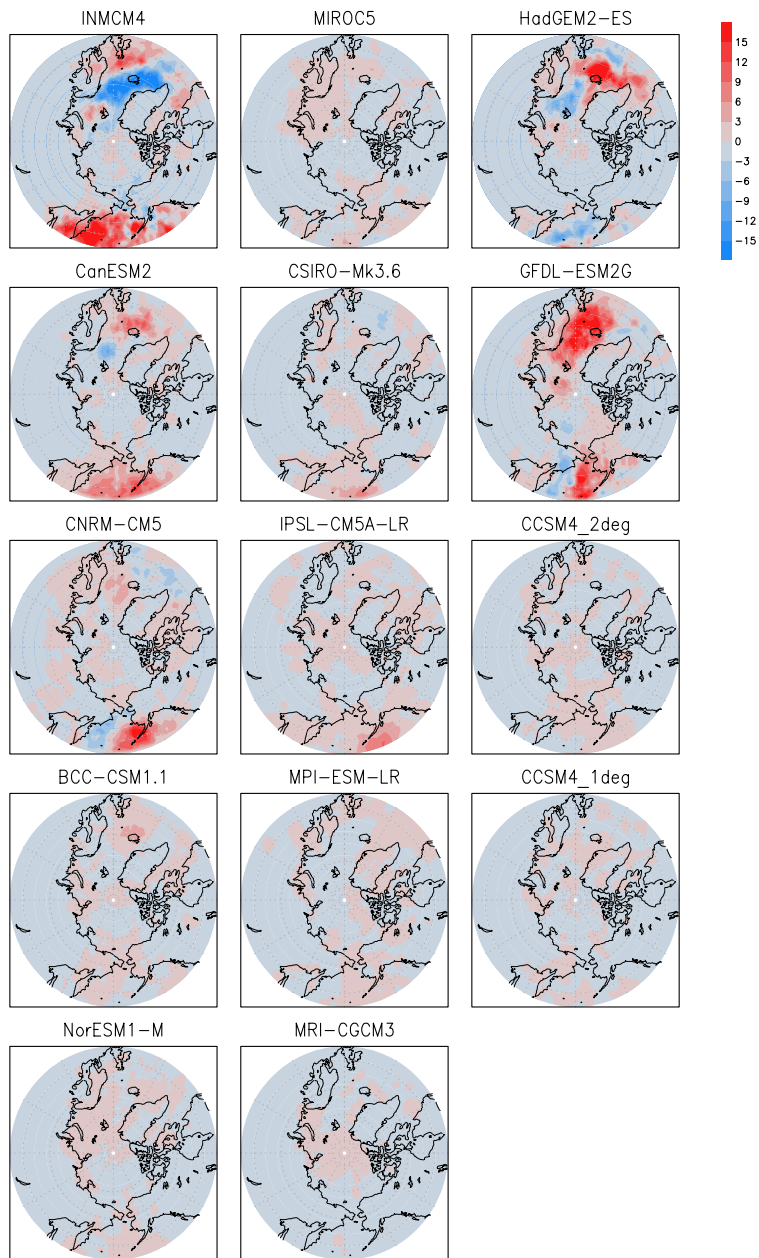 INMCM4 MIROC5 HadGEM2-ES
15
12
9
6
3
0
-3
-6
-9
-12
-15
CanESM2 CSIRO-Mk3.6 GFDL-ESM2G
CNRM-CM5 IPSL-CM5A-LR CCSM4_2deg
BCC-CSM1.1 MPI-ESM-LR CCSM4_1deg
NorESM1-M MRI-CGCM3